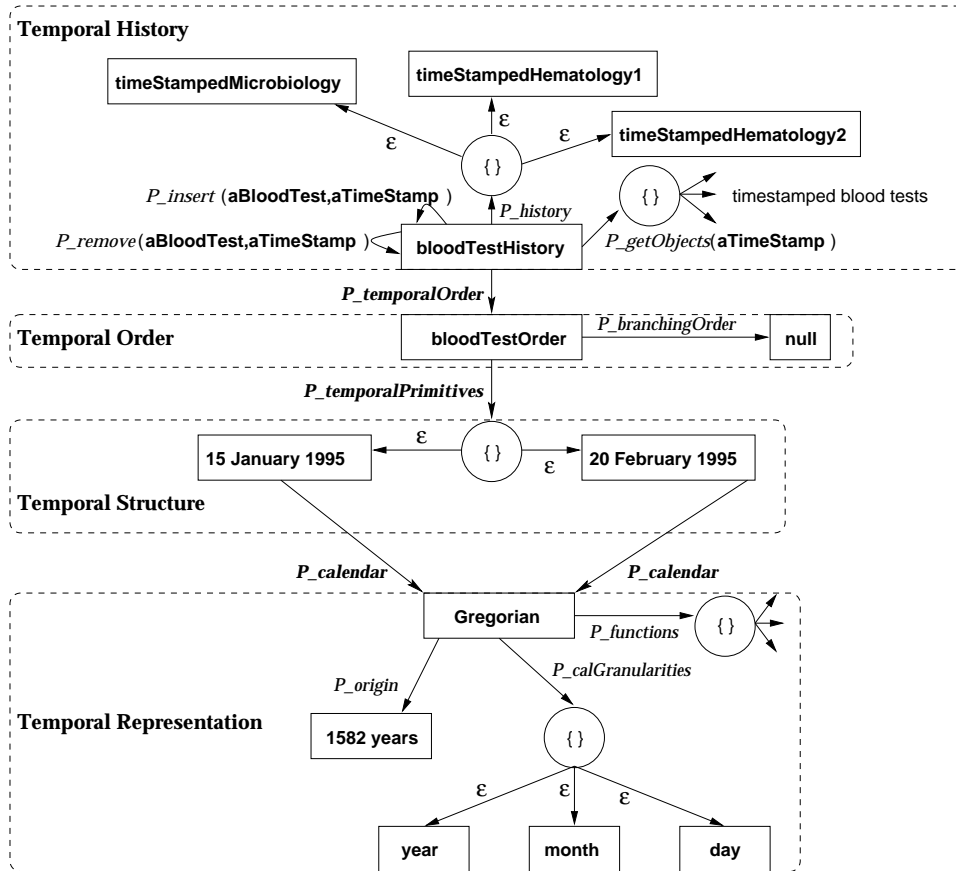 Temporal History
timeStampedMicrobiology
timeStampedHematology1
timeStampedHematology2
ε
ε
ε
{ }
P_insert (aBloodTest,aTimeStamp )
P_history
{ }
timestamped blood tests
P_remove(aBloodTest,aTimeStamp )
bloodTestHistory
P_getObjects(aTimeStamp )
P_temporalOrder
Temporal Order
bloodTestOrder
P_branchingOrder
null
P_temporalPrimitives
15 January 1995
ε
{ }
ε
20 February 1995
Temporal Structure
P_calendar
P_calendar
Gregorian
P_functions
{ }
P_origin
P_calGranularities
Temporal Representation
1582 years
{ }
ε
ε
ε
year
month
day